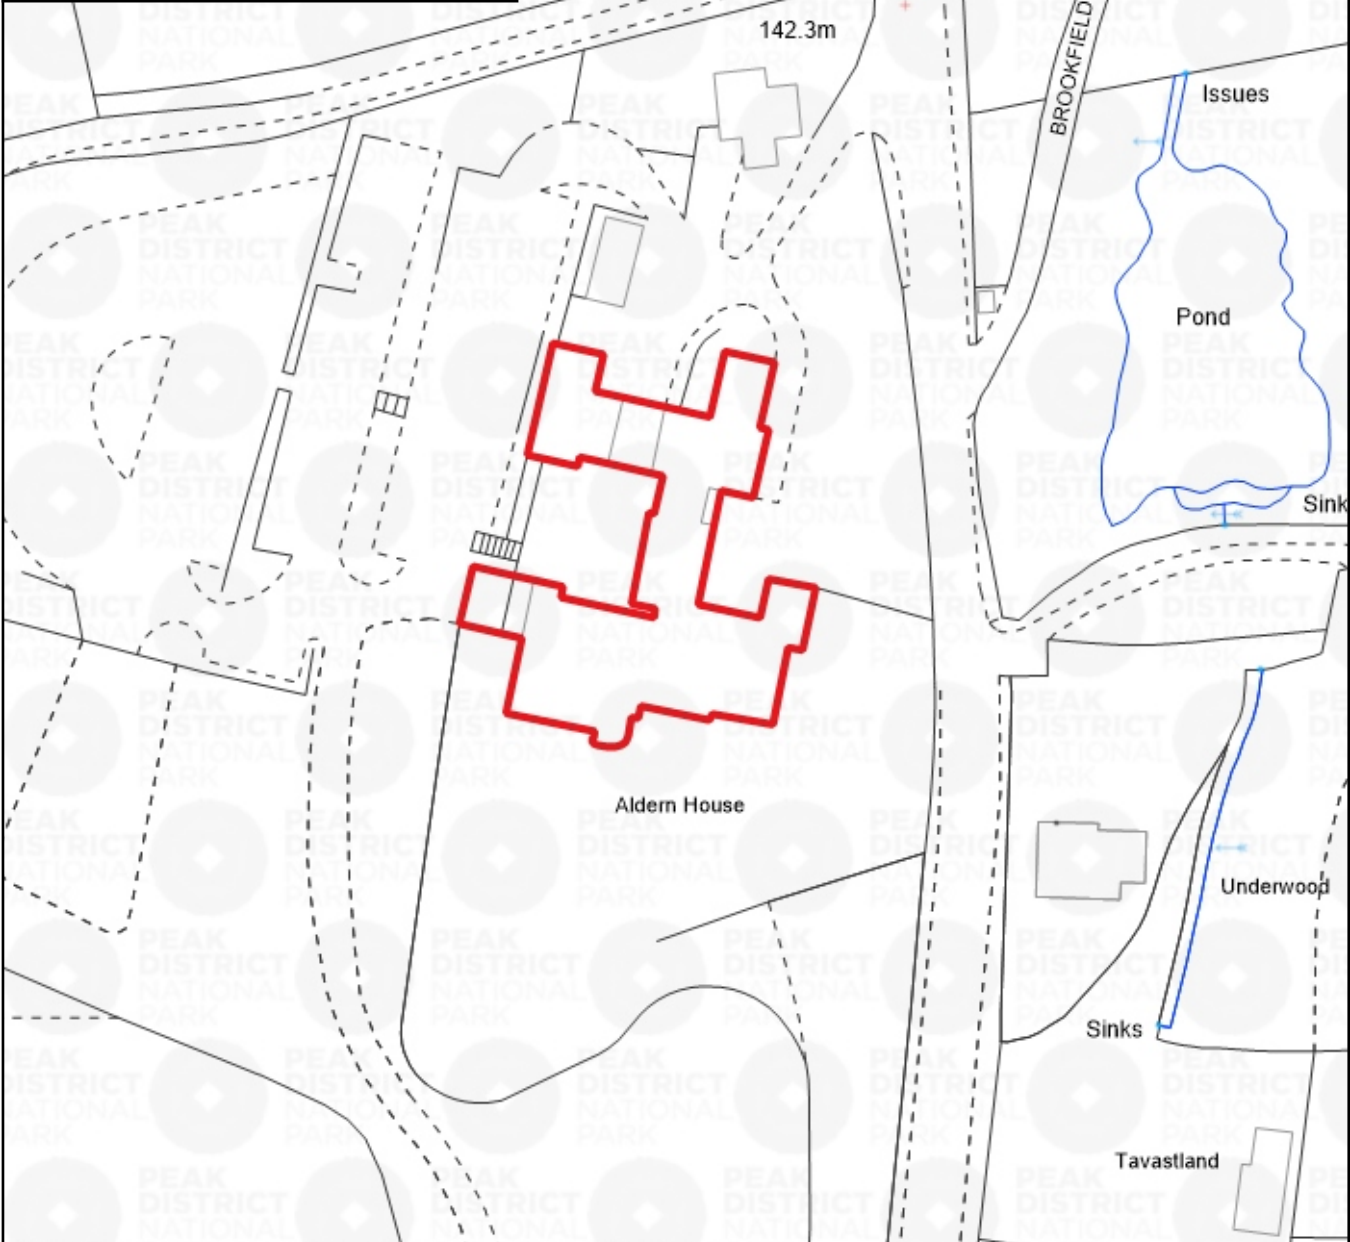 142.3m
BROOKFIELD
Issues
Pond
Sink
Aldern House
Underwood
Sinks
Tavastland
PEAK
DISTRICT
NATIONAL
PARK